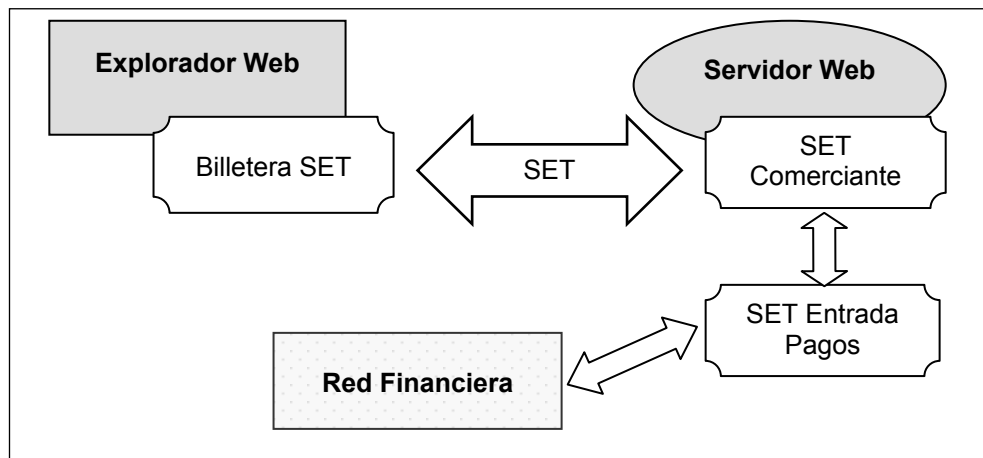 Explorador Web
Servidor Web
Billetera SET
SET
SET
Comerciante
SET Entrada
Pagos
Red Financiera